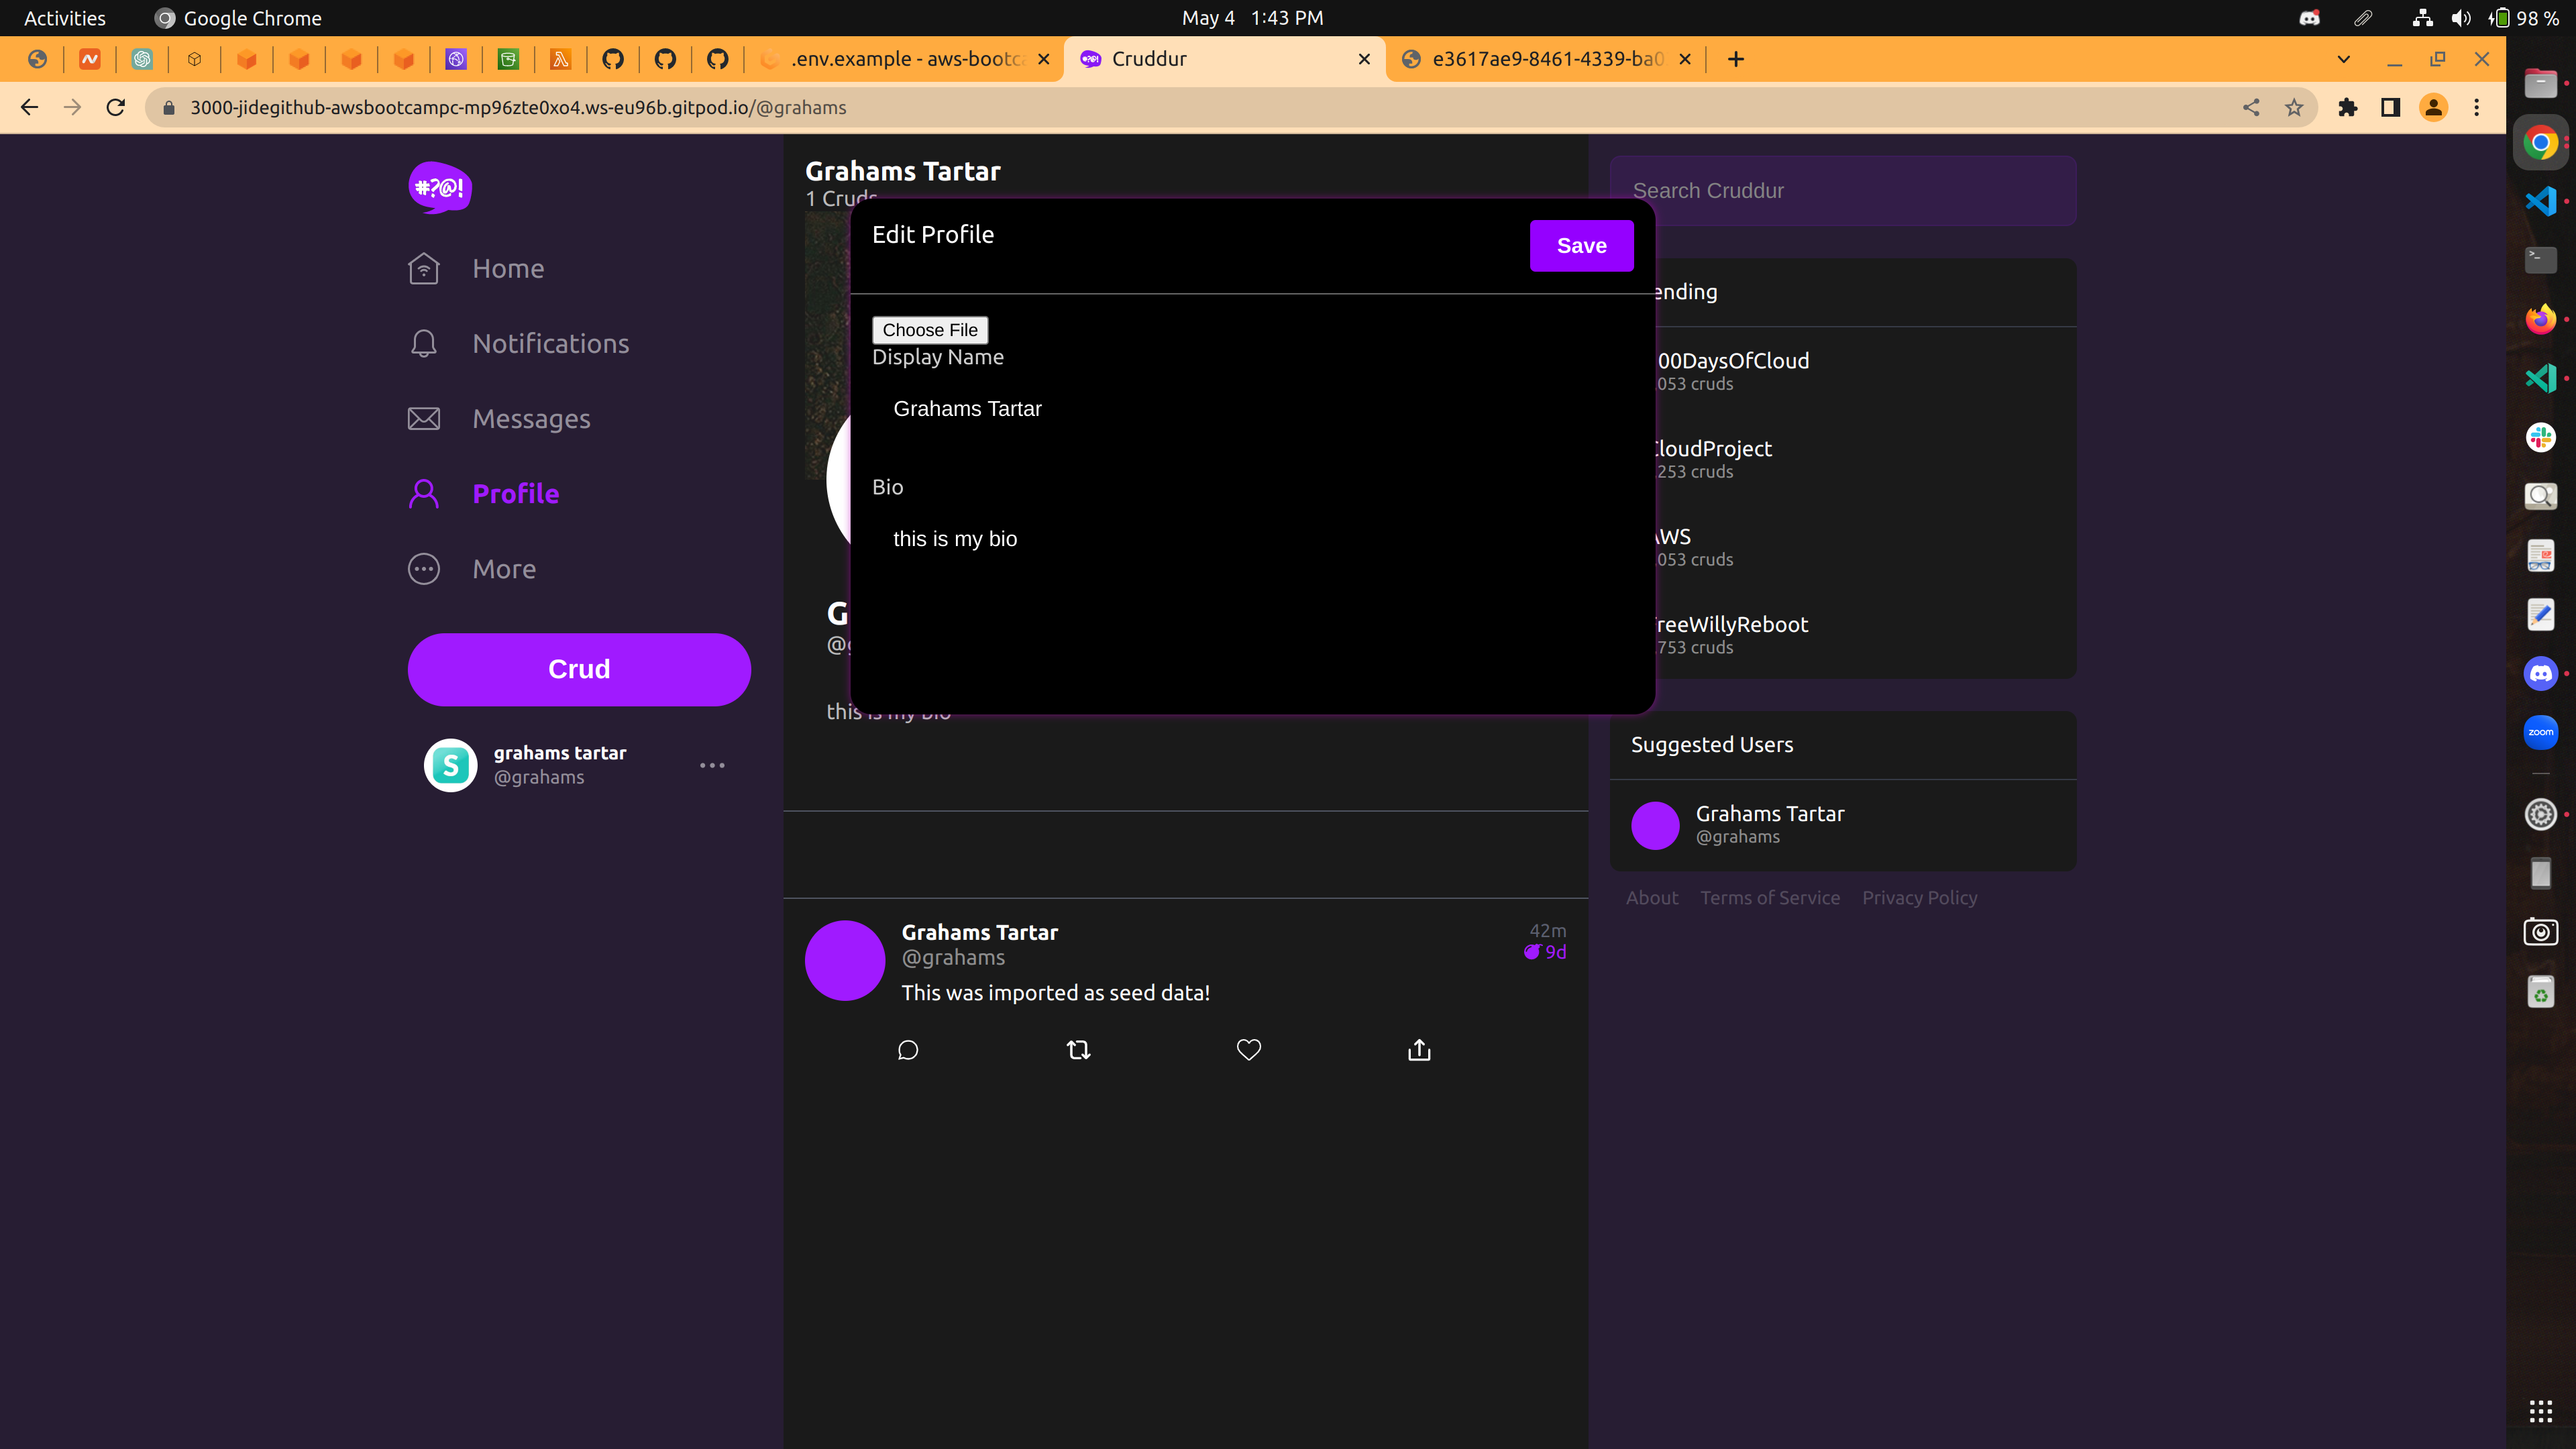 Activities
Google Chrome
May 4 1:43 PM
98 %
.env.example - aws-bootca
Cruddur
e3617ae9-8461-4339-ba0
3000-jidegithub-awsbootcampc-mp96zte0xo4.ws-eu96b.gitpod.io/@grahams
#?@!
Home
Notifications
Messages
Profile
More
Crud
S
grahams tartar
@grahams
Grahams Tartar
1 Cruds
Edit Profile
Save
Choose File
Display Name
Grahams Tartar
Bio
this is my bio
G
@g
this is my bio
Grahams Tartar
@grahams
42m
9d
This was imported as seed data!
Search Cruddur
ending
00DaysOfCloud
053 cruds
CloudProject
253 cruds
AWS
053 cruds
FreeWillyReboot
753 cruds
Suggested Users
Grahams Tartar
@grahams
About Terms of Service Privacy Policy
zoom